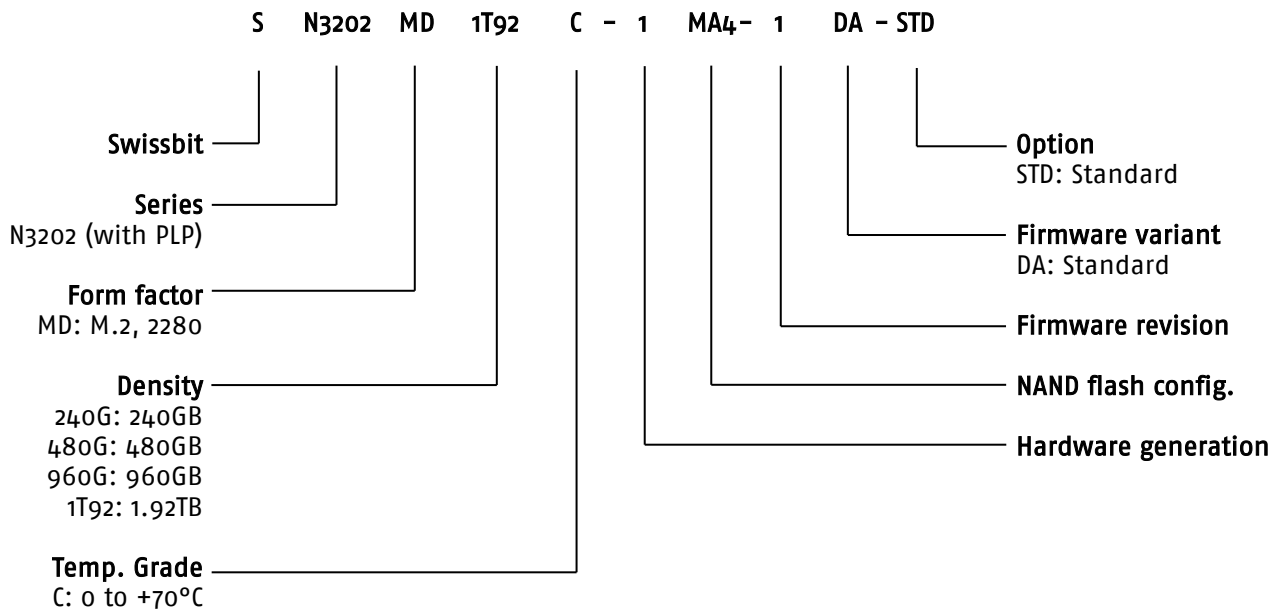 S N3202 MD 1T92 C - 1 MA4- 1 DA - STD
Swissbit
Series
N3202 (with PLP)
Form factor
MD: M.2, 2280
Density
240G: 240GB
480G: 480GB
960G: 960GB
1T92: 1.92TB
Temp. Grade
C: 0 to +70°C
Option
STD: Standard
Firmware variant
DA: Standard
Firmware revision
NAND flash config.
Hardware generation